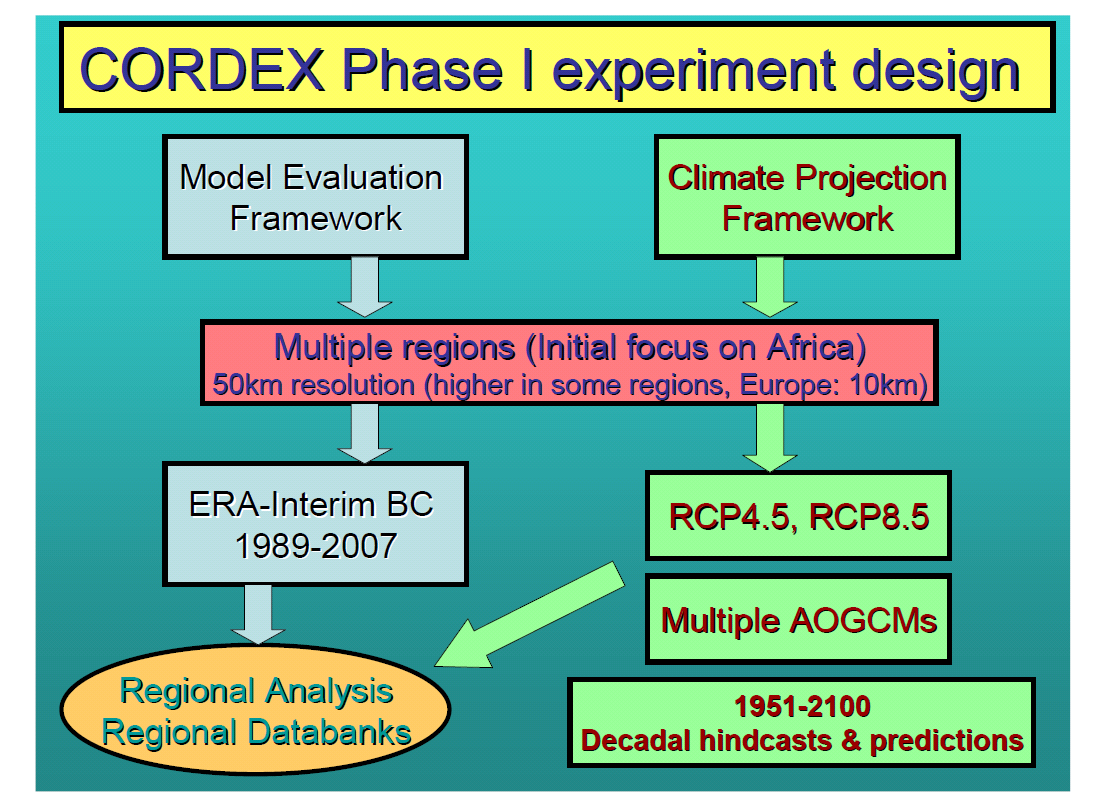 CORDEX Phase I experiment design
Model Evaluation
Framework
Climate Projection
Framework
Multiple regions (Initial focus on Africa)
50km resolution (higher in some regions, Europe: 10km)
ERA-Interim BC
1989-2007
RCP4.5, RCP8.5
Multiple AOGCMs
Regional Analysis
Regional Databanks
1951-2100
Decadal hindcasts & predictions